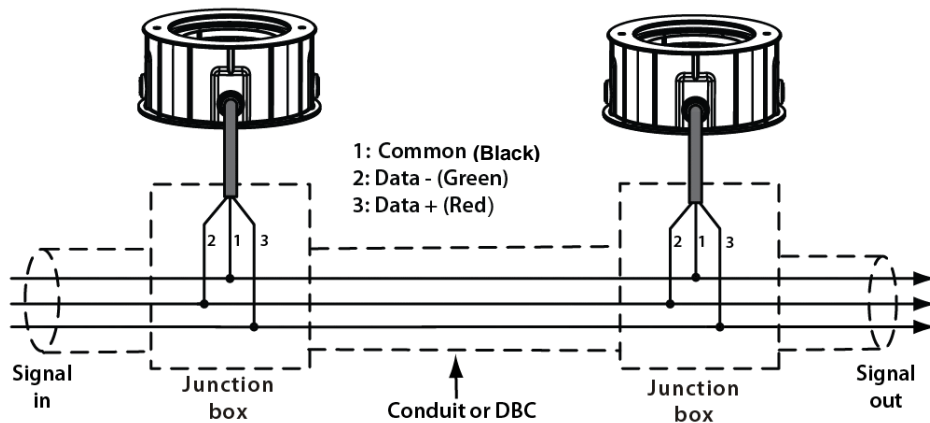 1: Common (Black)
2: Data - (Green)
3: Data + (Red)
2 1 3
2 1 3
Signal
in
Junction
box
Conduit or DBC
Junction
box
Signal
out